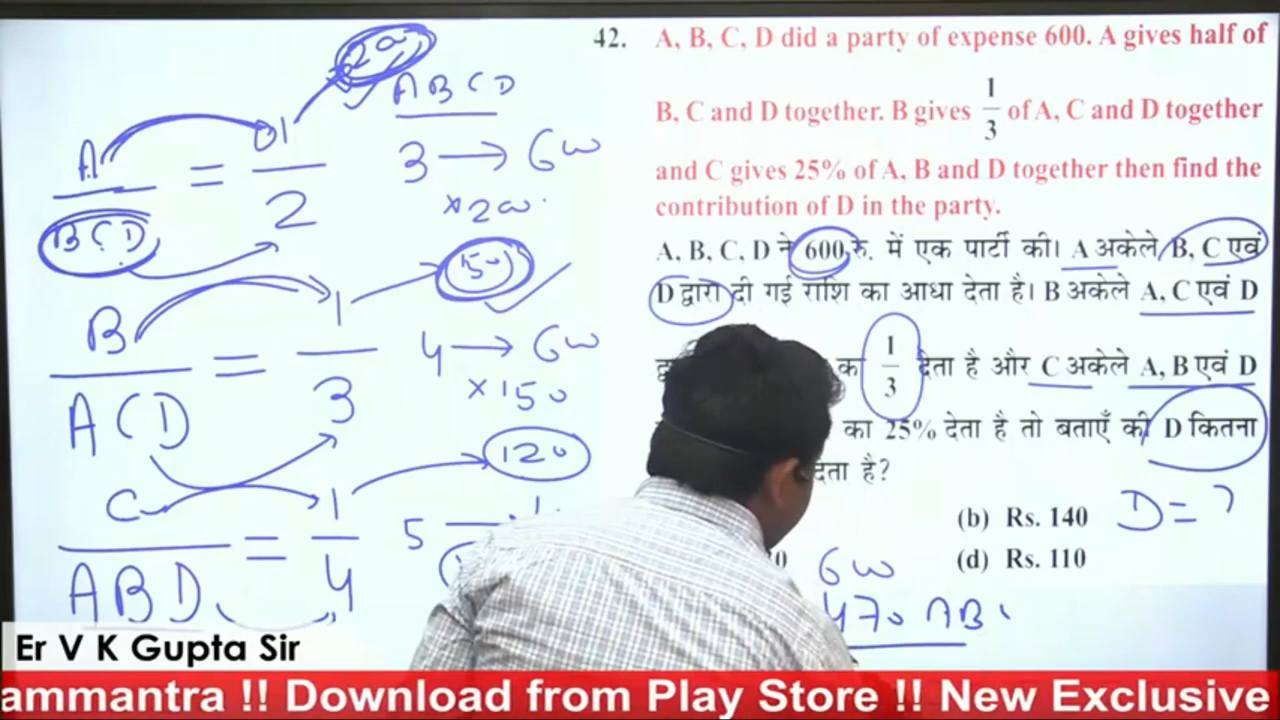 42. A, B, C, D did a party of expense 600. A gives half of
B, C and D together. B gives 1/3 of A, C and D together
and C gives 25% of A, B and D together then find the
contribution of D in the party.
A, B, C, D ने 600 रु. में एक पार्टी की। A अकेले B, C एवं
D द्वारा दी गई राशि का आधा देता है। B अकेले A, C एवं D
का 1/3 देता है और C अकेले A, B एवं D
का 25% देता है तो बताएँ की D कितना
देता है?
(b) Rs. 140
(d) Rs. 110
D = ?
A/BCD = 1/2
ABCD
3 → 600
×200
B/ACD = 1/3
150
4 → 600
×150
C/ABD = 1/4
120
5
600
470 AB
Er V K Gupta Sir
ammantra !! Download from Play Store !! New Exclusive